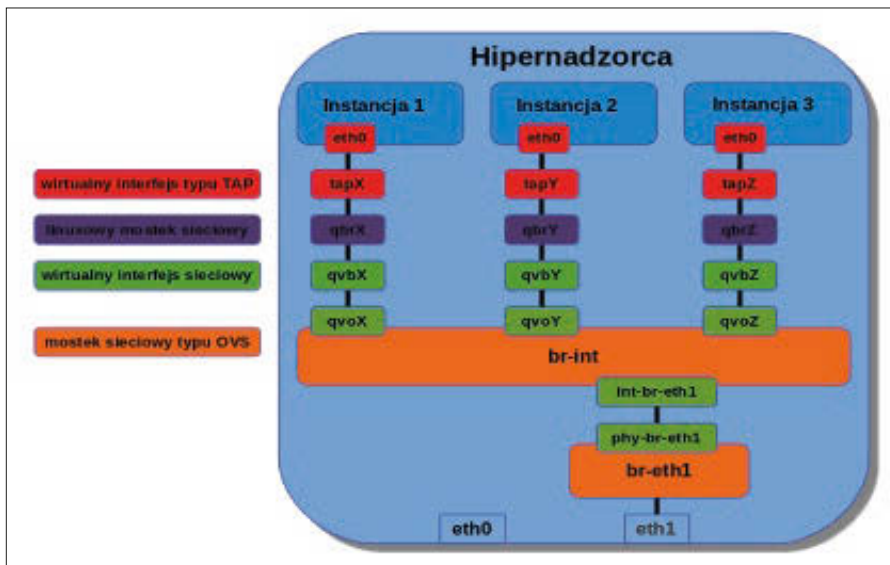 Hipernadzorca
Instancja 1
Instancja 2
Instancja 3
eth0
eth0
eth0
wirtualny interfejs typu TAP
tapX
tapY
tapZ
linuxowy mostek sieciowy
qbrX
qbrY
qbrZ
wirtualny interfejs sieciowy
qvbX
qvbY
qvbZ
qvoX
qvoY
qvoZ
mostek sieciowy typu OVS
br-int
int-br-eth1
phy-br-eth1
br-eth1
eth0
eth1